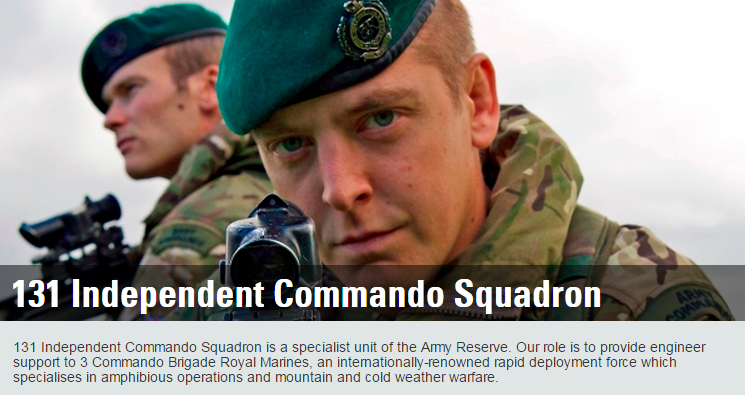 131 Independent Commando Squadron
131 Independent Commando Squadron is a specialist unit of the Army Reserve. Our role is to provide engineer
support to 3 Commando Brigade Royal Marines, an internationally-renowned rapid deployment force which
specialises in amphibious operations and mountain and cold weather warfare.